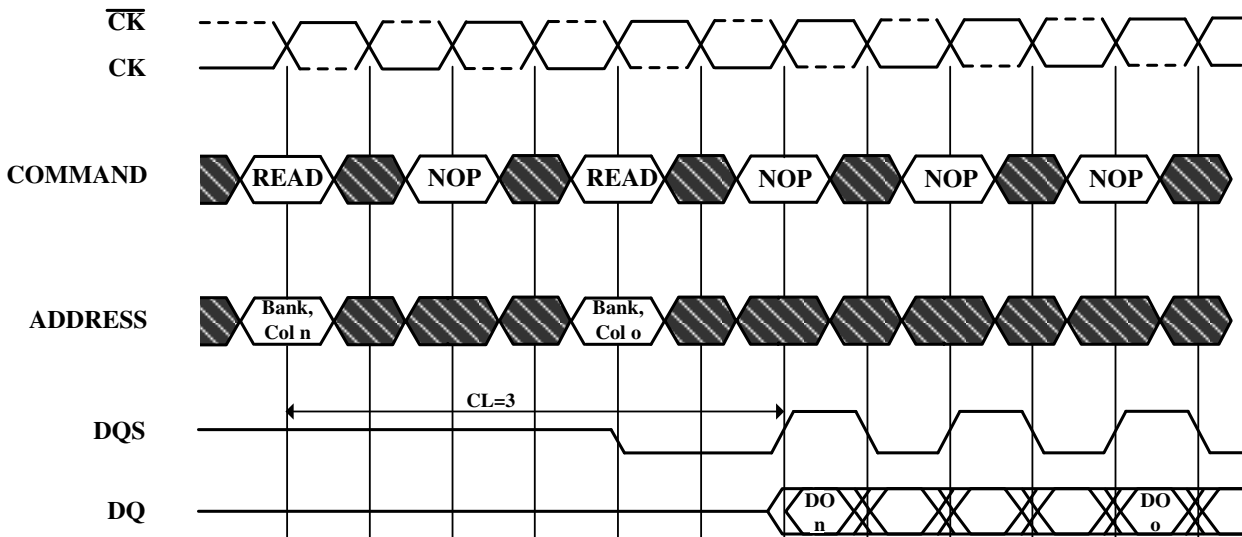 CK
CK
COMMAND
READ NOP READ NOP NOP NOP
ADDRESS
Bank,
Col n
Bank,
Col o
CL=3
DQS
DQ
DO
n
DO
o